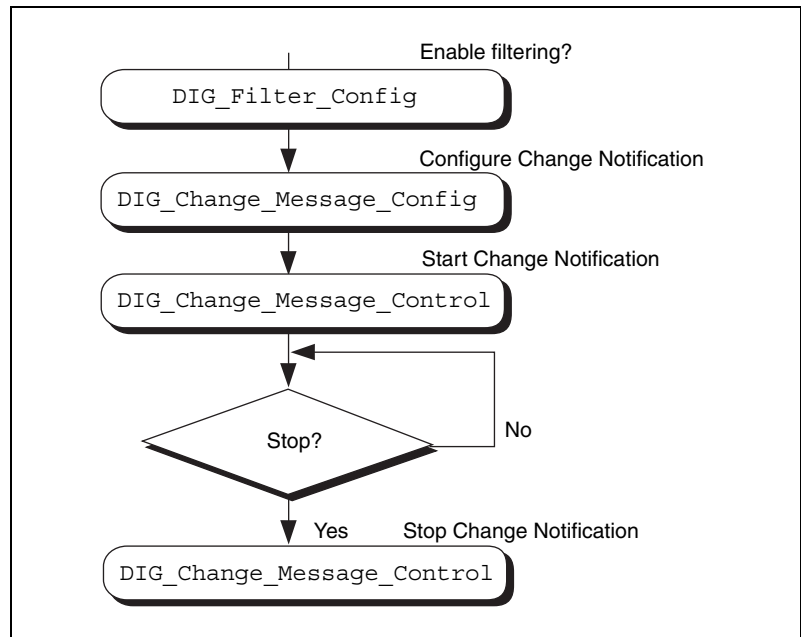 Enable filtering?
DIG_Filter_Config
Configure Change Notification
DIG_Change_Message_Config
Start Change Notification
DIG_Change_Message_Control
Stop?
No
Yes
Stop Change Notification
DIG_Change_Message_Control